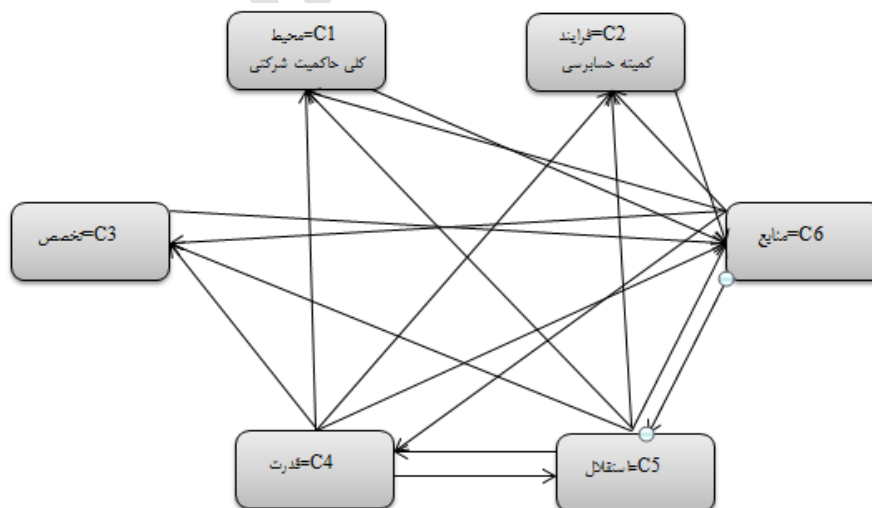 C1=محیط
کلی حاکمیت شرکتی
C2=فرایند
کمیته حسابرسی
C3=تخصص
C6=منابع
C4=قدرت
C5=استقلال